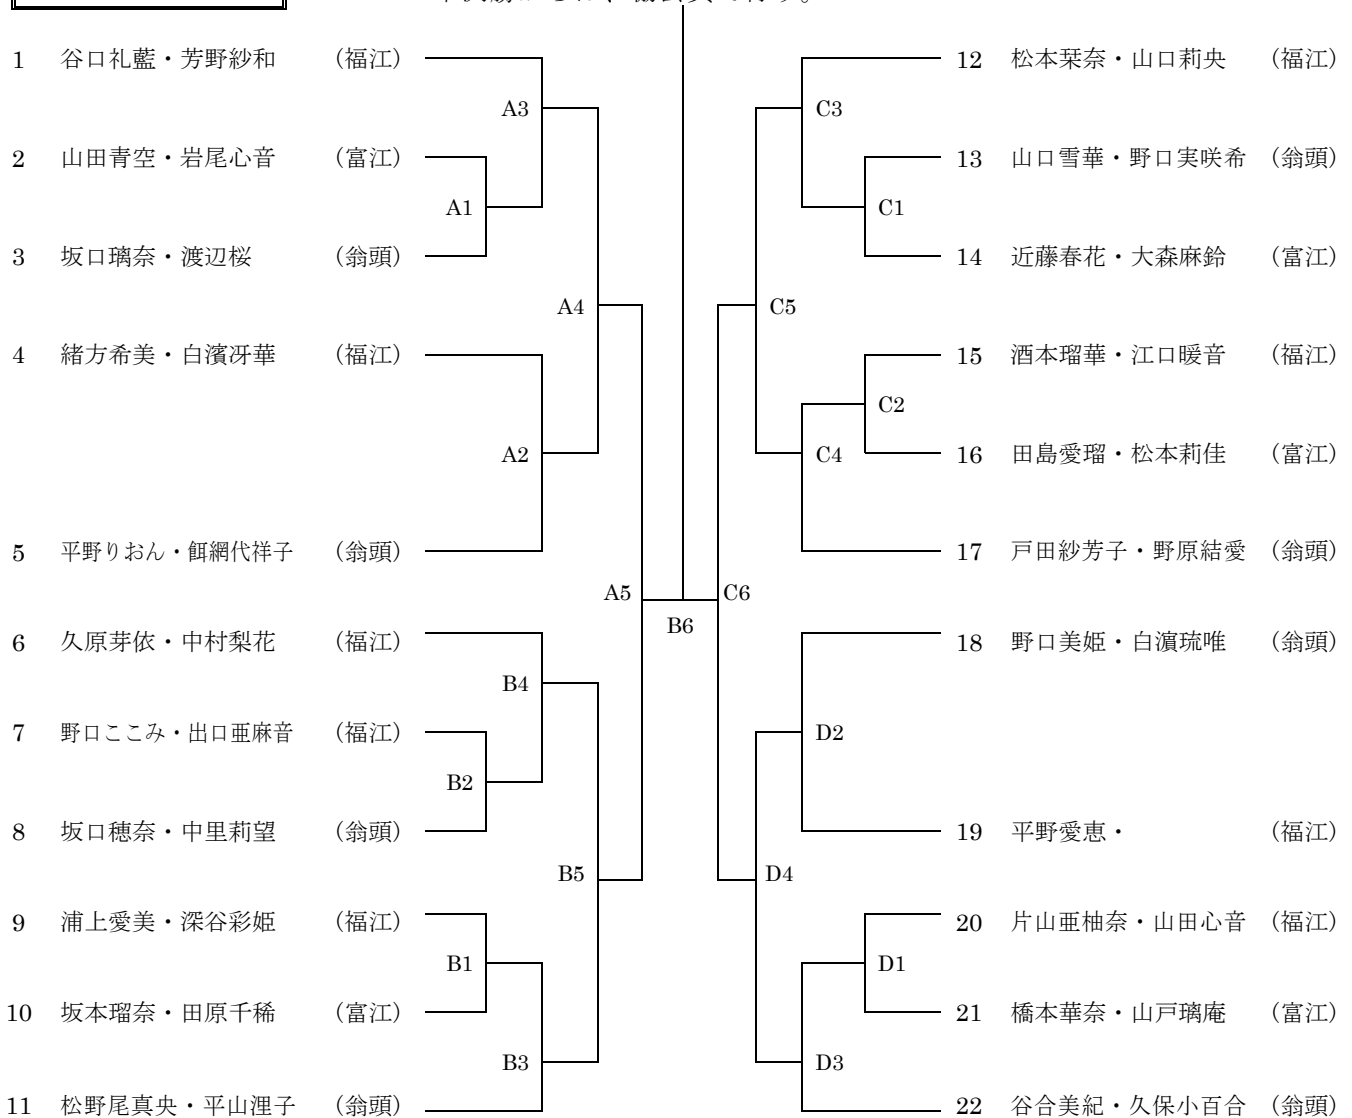 1 谷口礼藍・芳野紗和 (福江)
A3
2 山田青空・岩尾心音 (富江)
A1
3 坂口璃奈・渡辺桜 (翁頭)
A4
4 緒方希美・白濱冴華 (福江)
A2
5 平野りおん・餌網代祥子 (翁頭)
A5
6 久原芽依・中村梨花 (福江)
B4
7 野口ここみ・出口亜麻音 (福江)
B2
8 坂口穂奈・中里莉望 (翁頭)
B5
9 浦上愛美・深谷彩姫 (福江)
B1
10 坂本瑠奈・田原千稀 (富江)
B3
11 松野尾真央・平山浬子 (翁頭)
B6
12 松本栞奈・山口莉央 (福江)
C3
13 山口雪華・野口実咲希 (翁頭)
C1
14 近藤春花・大森麻鈴 (富江)
C5
15 酒本瑠華・江口暖音 (福江)
C2
16 田島愛瑠・松本莉佳 (富江)
C4
17 戸田紗芳子・野原結愛 (翁頭)
C6
18 野口美姫・白濵琉唯 (翁頭)
D2
19 平野愛恵・ (福江)
D4
20 片山亜柚奈・山田心音 (福江)
D1
21 橋本華奈・山戸璃庵 (富江)
D3
22 谷合美紀・久保小百合 (翁頭)